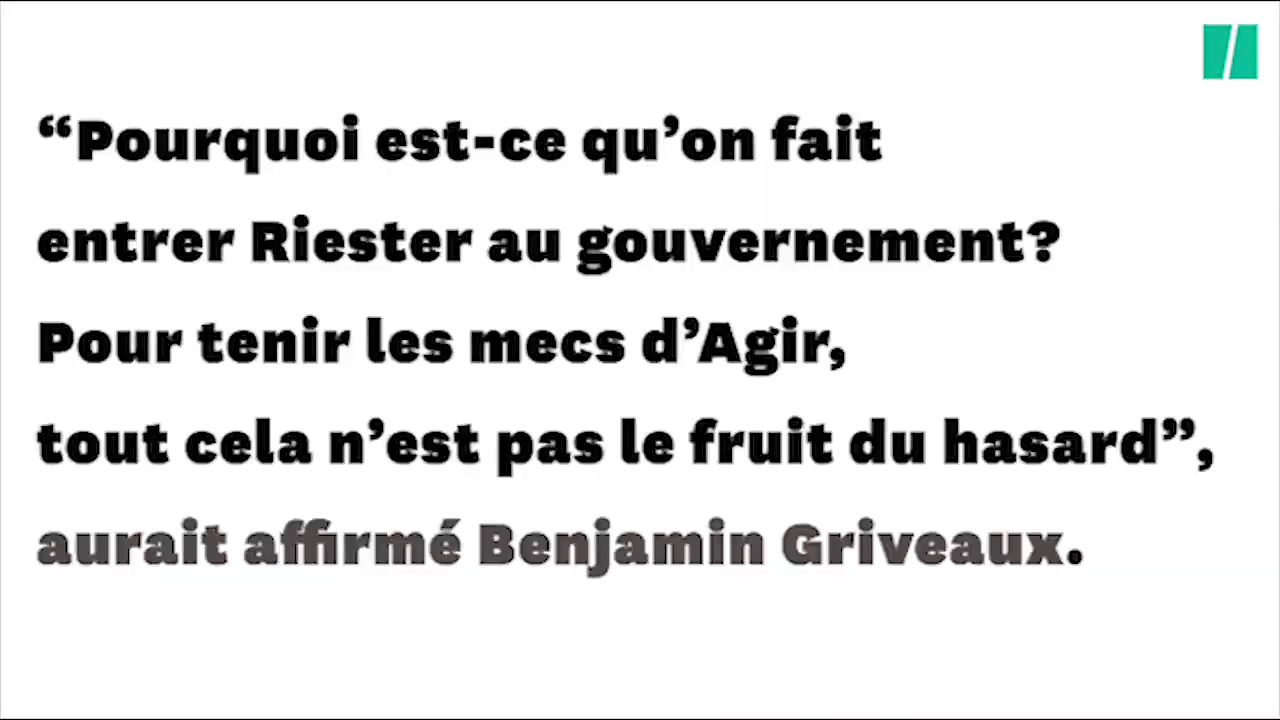 “Pourquoi est-ce qu’on fait
entrer Riester au gouvernement?
Pour tenir les mecs d’Agir,
tout cela n’est pas le fruit du hasard”,
aurait affirmé Benjamin Griveaux.